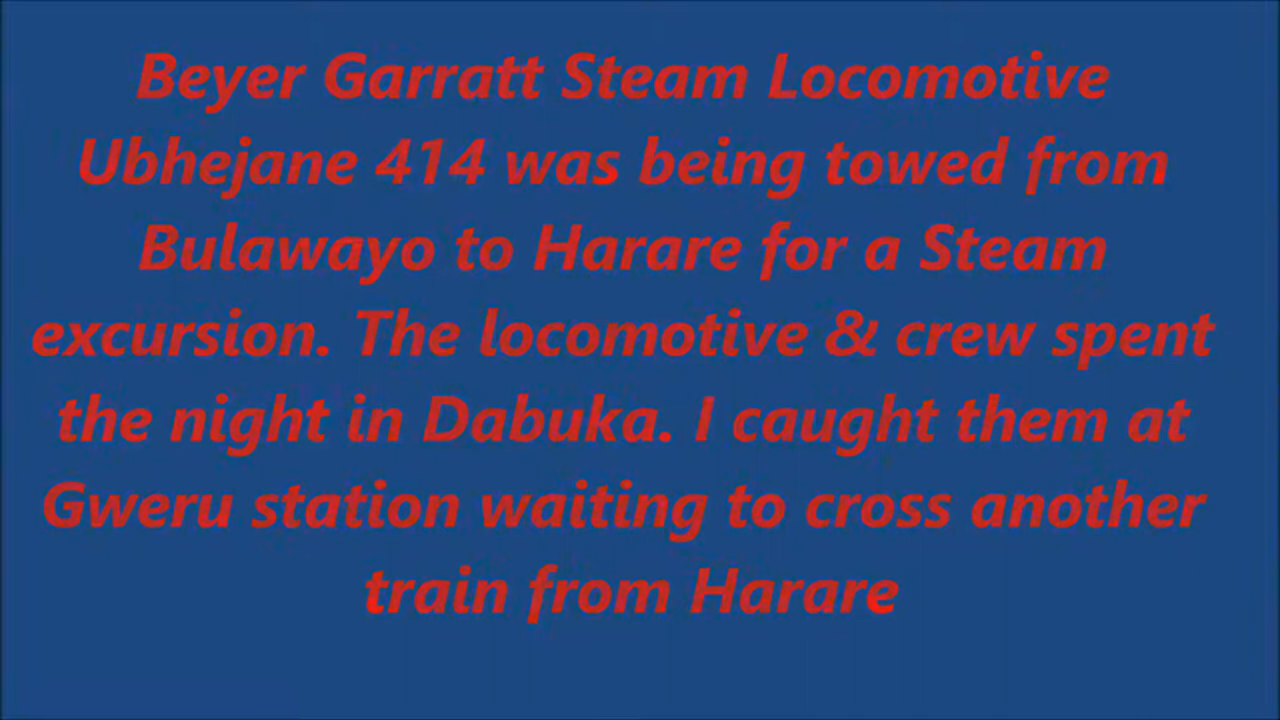 Beyer Garratt Steam Locomotive
Ubhejane 414 was being towed from
Bulawayo to Harare for a Steam
excursion. The locomotive & crew spent
the night in Dabuka. I caught them at
Gweru station waiting to cross another
train from Harare